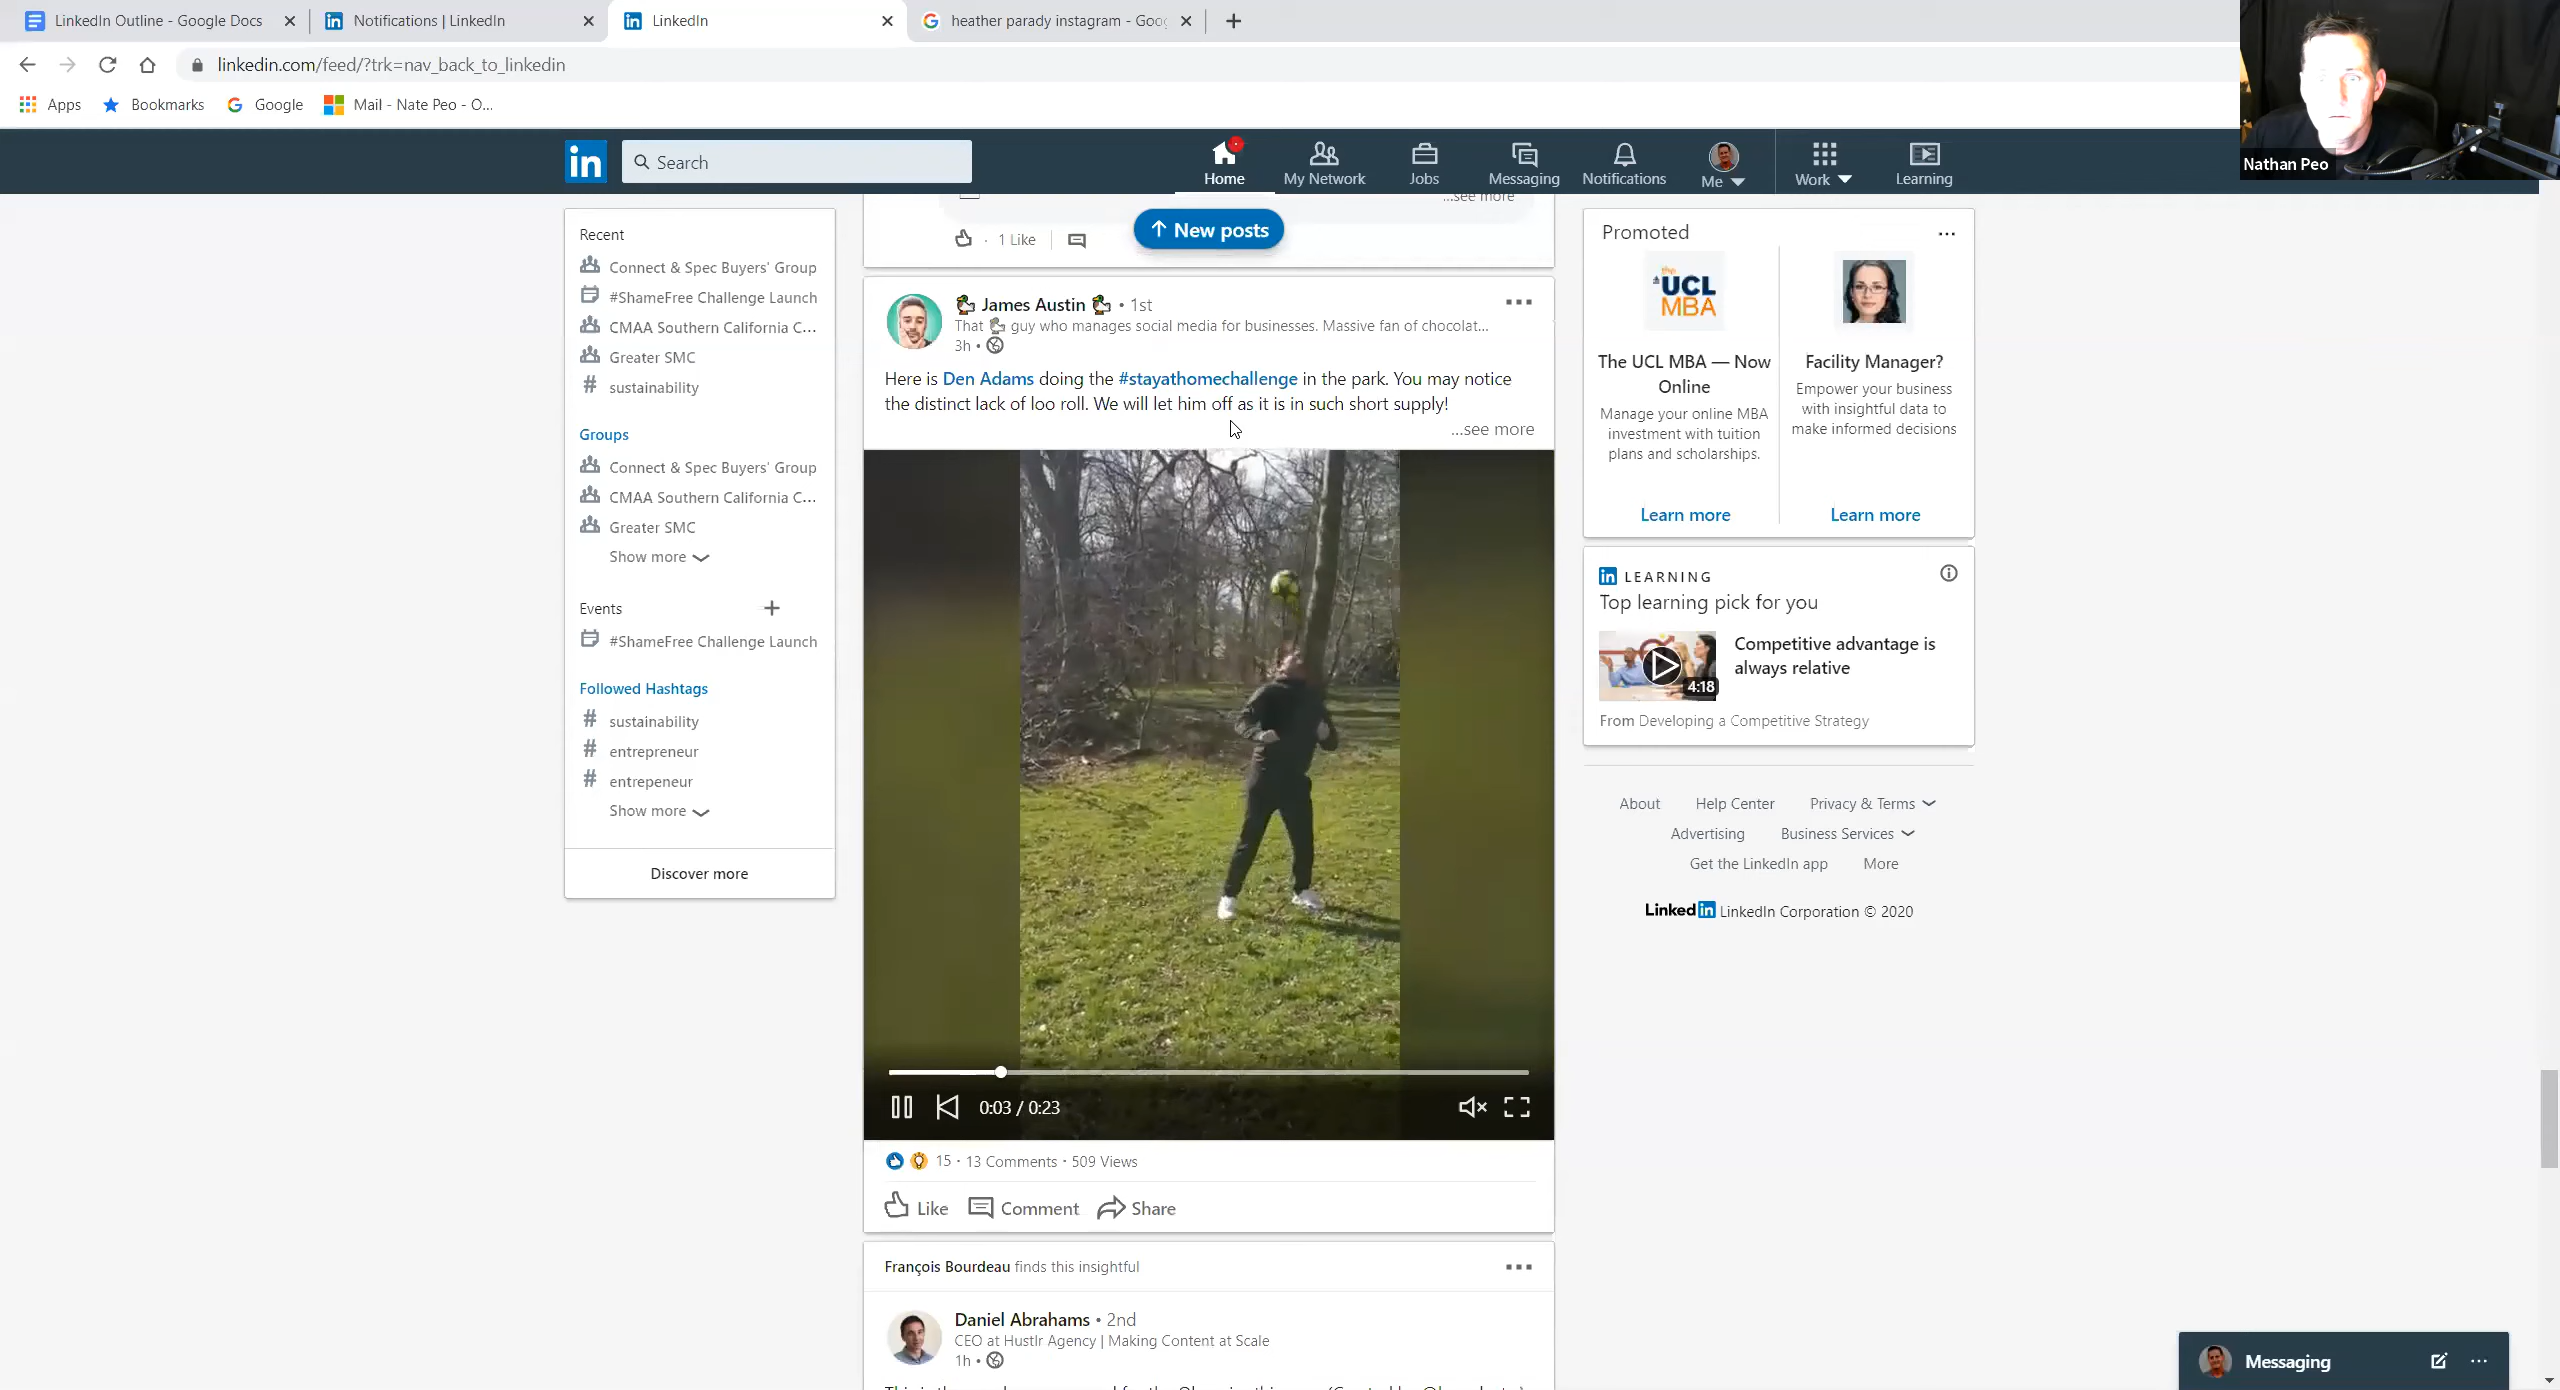 LinkedIn Outline - Google Docs
Notifications | LinkedIn
LinkedIn
heather parady instagram - Goo
linkedin.com/feed/?trk=nav_back_to_linkedin
Apps
Bookmarks
Google
Mail - Nate Peo - O...
Nathan Peo
in
Search
Home
My Network
Jobs
Messaging
Notifications
Me
Work
Learning
Recent
Connect & Spec Buyers' Group
#ShameFree Challenge Launch
CMAA Southern California C...
Greater SMC
# sustainability
Groups
Connect & Spec Buyers' Group
CMAA Southern California C...
Greater SMC
Show more
Events +
#ShameFree Challenge Launch
Followed Hashtags
# sustainability
# entrepreneur
# entrepeneur
Show more
Discover more
...see more
↑ New posts
· 1 Like
James Austin • 1st
That guy who manages social media for businesses. Massive fan of chocolat...
3h •
Here is Den Adams doing the #stayathomechallenge in the park. You may notice
the distinct lack of loo roll. We will let him off as it is in such short supply!
...see more
0:03 / 0:23
15 · 13 Comments · 509 Views
Like
Comment
Share
François Bourdeau finds this insightful
Daniel Abrahams • 2nd
CEO at Hustlr Agency | Making Content at Scale
1h •
Promoted
the
UCL
MBA
The UCL MBA — Now
Online
Manage your online MBA
investment with tuition
plans and scholarships.
Learn more
Facility Manager?
Empower your business
with insightful data to
make informed decisions
Learn more
in LEARNING
Top learning pick for you
4:18
Competitive advantage is
always relative
From Developing a Competitive Strategy
About
Help Center
Privacy & Terms
Advertising
Business Services
Get the LinkedIn app
More
Linkedin LinkedIn Corporation © 2020
Messaging